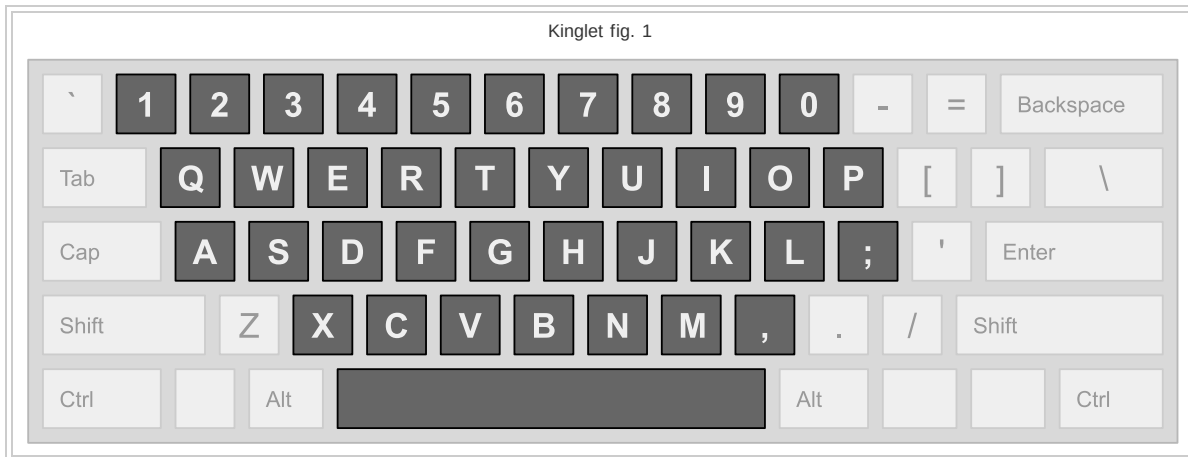 Kinglet fig. 1
` 1 2 3 4 5 6 7 8 9 0 - = Backspace
Tab Q W E R T Y U I O P [ ] \
Cap A S D F G H J K L ; ' Enter
Shift Z X C V B N M , . / Shift
Ctrl Alt Alt Ctrl